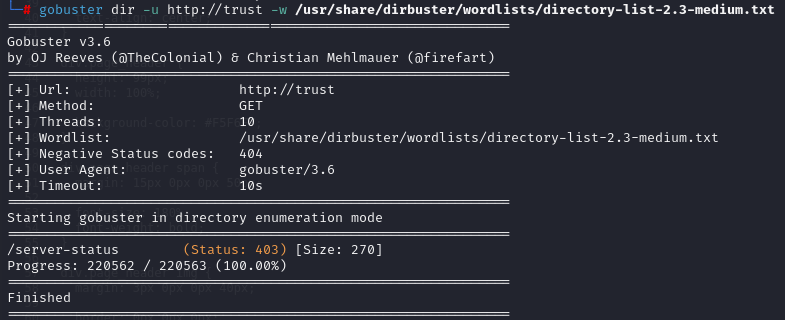 └─# gobuster dir -u http://trust -w /usr/share/dirbuster/wordlists/directory-list-2.3-medium.txt
===============================================================
Gobuster v3.6
by OJ Reeves (@TheColonial) & Christian Mehlmauer (@firefart)
===============================================================
[+] Url:                     http://trust
[+] Method:                  GET
[+] Threads:                 10
[+] Wordlist:                /usr/share/dirbuster/wordlists/directory-list-2.3-medium.txt
[+] Negative Status codes:   404
[+] User Agent:              gobuster/3.6
[+] Timeout:                 10s
===============================================================
Starting gobuster in directory enumeration mode
===============================================================
/server-status        (Status: 403) [Size: 270]
Progress: 220562 / 220563 (100.00%)
===============================================================
Finished
===============================================================